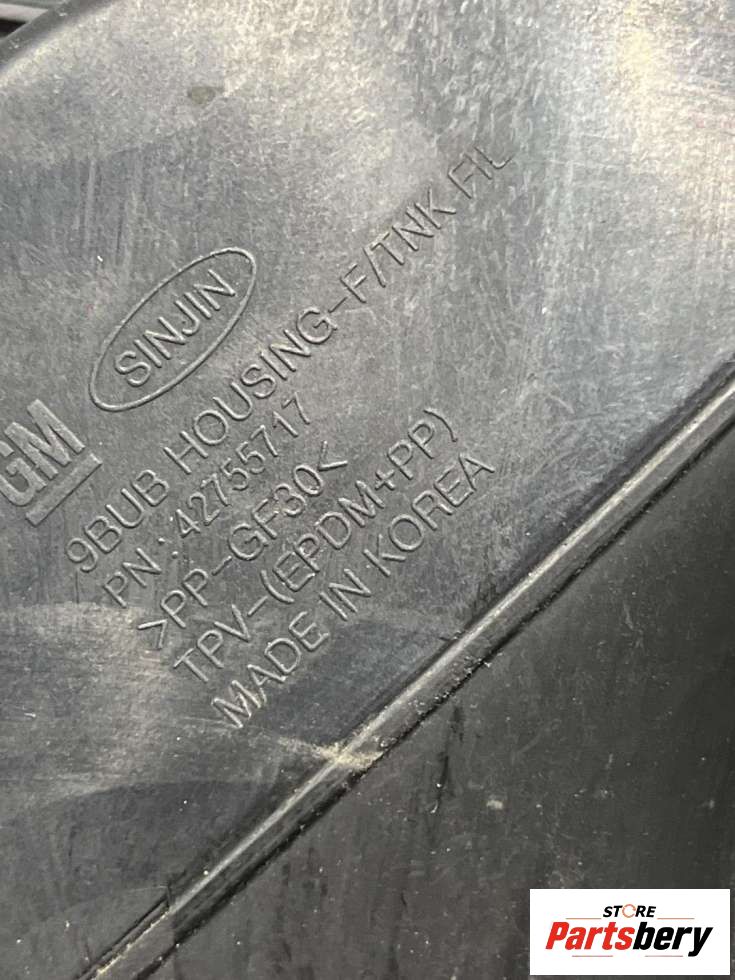 GM
SINJIN
9BUB HOUSING-F/TNK FIL
PN : 42755717
>PP-GF30<
TPV-(EPDM+PP)
MADE IN KOREA
STORE
Partsbery